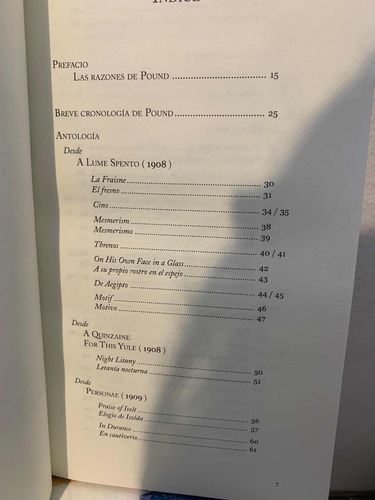 ÍNDICE
PREFACIO
LAS RAZONES DE POUND 15
BREVE CRONOLOGÍA DE POUND 25
ANTOLOGÍA
Desde
A LUME SPENTO (1908)
La Fraisne 30
El fresno 31
Cino 34 / 35
Mesmerism 38
Mesmerismo 39
Threnos 40 / 41
On His Own Face in a Glass 42
A su propio rostro en el espejo 43
De Aegipto 44 / 45
Motif 46
Motivo 47
Desde
A QUINZAINE
FOR THIS YULE (1908)
Night Litany 50
Letanía nocturna 51
Desde
PERSONAE (1909)
Praise of Isolt 56
Elogio de Isolda 57
In Durance 60
En cautiverio 61
7